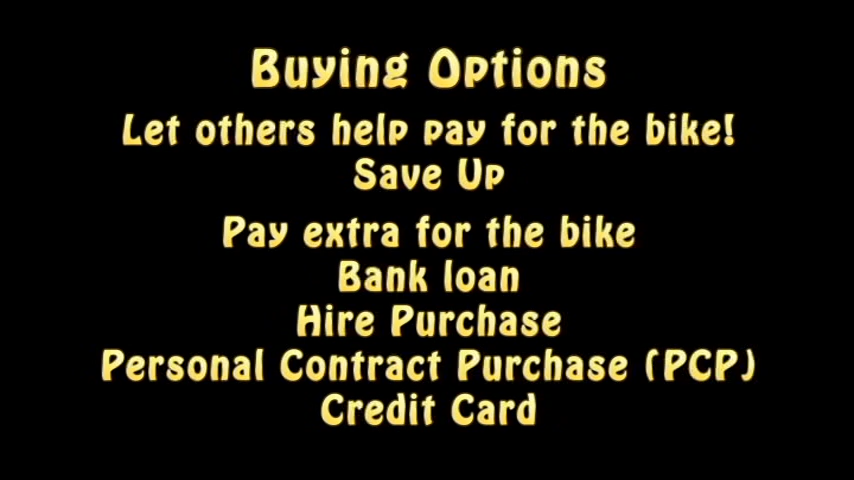 Buying Options
Let others help pay for the bike!
Save Up
Pay extra for the bike
Bank loan
Hire Purchase
Personal Contract Purchase (PCP)
Credit Card